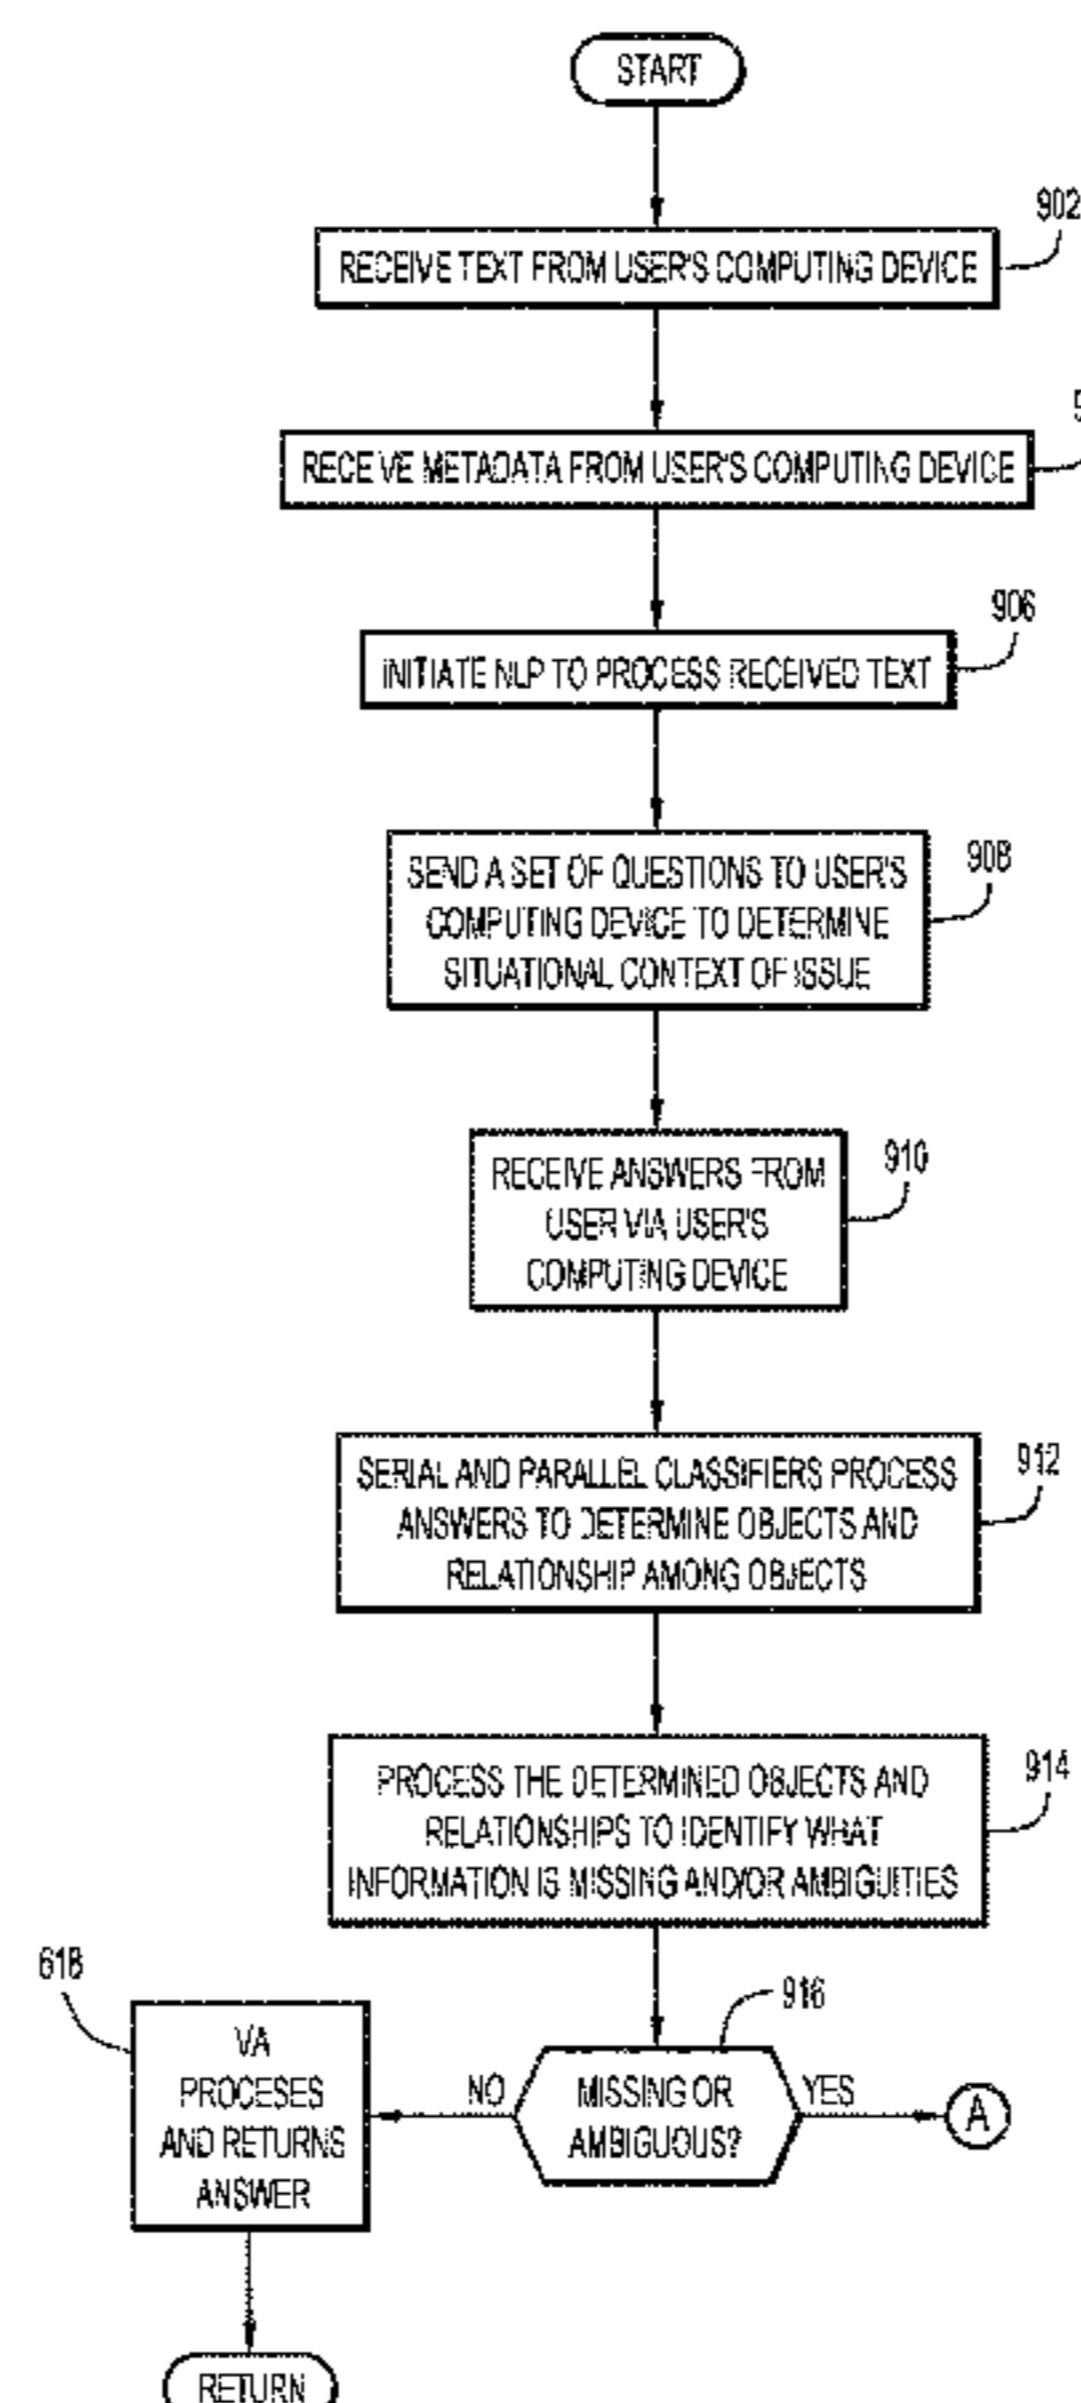 START
902
RECEIVE TEXT FROM USER'S COMPUTING DEVICE
RECEIVE METADATA FROM USER'S COMPUTING DEVICE
906
INITIATE NLP TO PROCESS RECEIVED TEXT
908
SEND A SET OF QUESTIONS TO USER'S
COMPUTING DEVICE TO DETERMINE
SITUATIONAL CONTEXT OF ISSUE
910
RECEIVE ANSWERS FROM
USER VIA USER'S
COMPUTING DEVICE
912
SERIAL AND PARALLEL CLASSIFIERS PROCESS
ANSWERS TO DETERMINE OBJECTS AND
RELATIONSHIP AMONG OBJECTS
914
PROCESS THE DETERMINED OBJECTS AND
RELATIONSHIPS TO IDENTIFY WHAT
INFORMATION IS MISSING AND/OR AMBIGUITIES
618
916
VA
PROCESES
AND RETURNS
ANSWER
NO
MISSING OR
AMBIGUOUS?
YES
A
RETURN